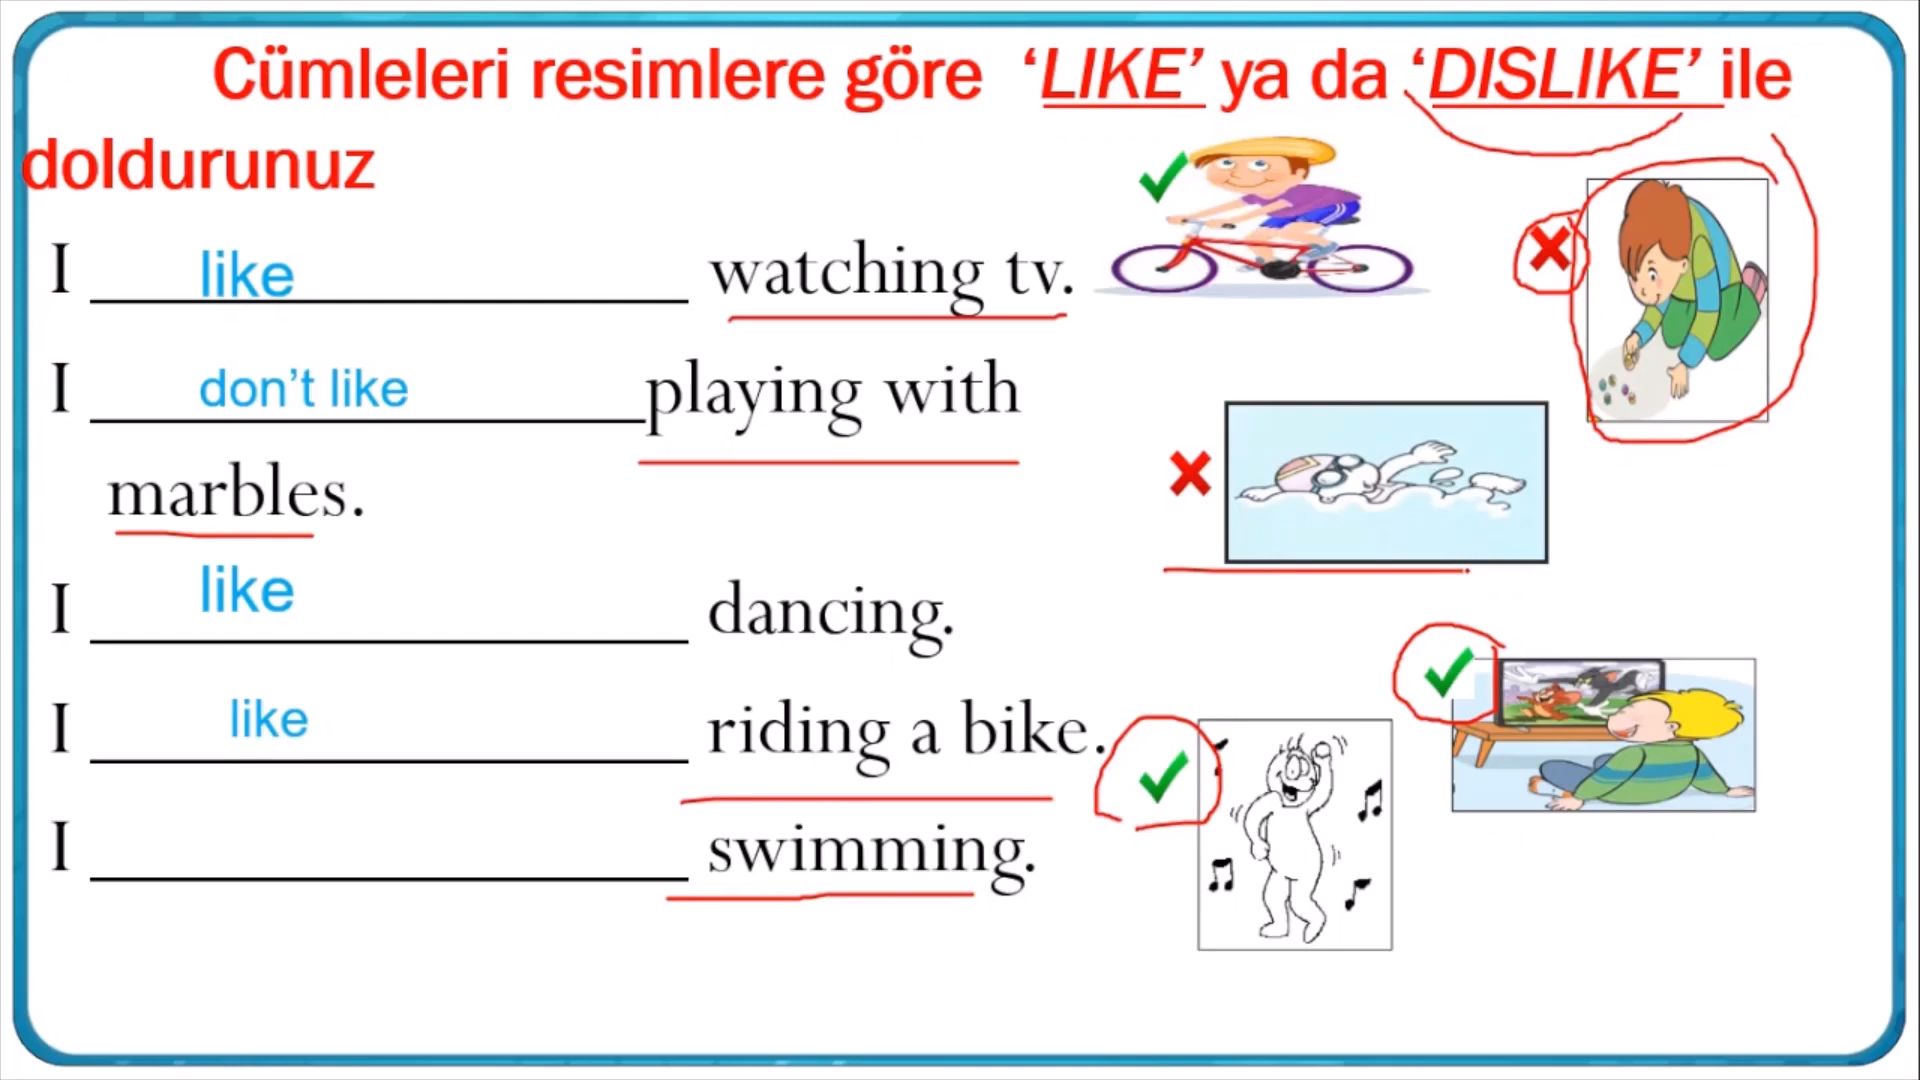 Cümleleri resimlere göre ‘LIKE’ ya da ‘DISLIKE’ ile
doldurunuz
I like watching tv.
I don’t like playing with
marbles.
I like dancing.
I like riding a bike.
I ____ swimming.